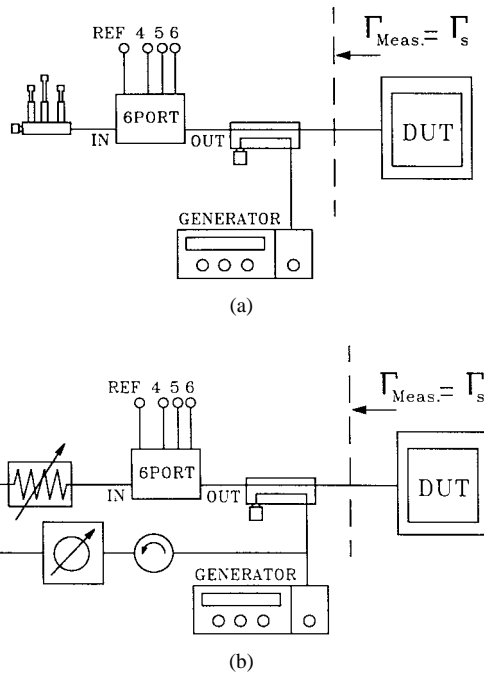 REF 4 5 6
6PORT
IN
OUT
Γ_Meas. = Γ_s
DUT
GENERATOR
(a)
REF 4 5 6
6PORT
IN
OUT
Γ_Meas. = Γ_s
DUT
GENERATOR
(b)